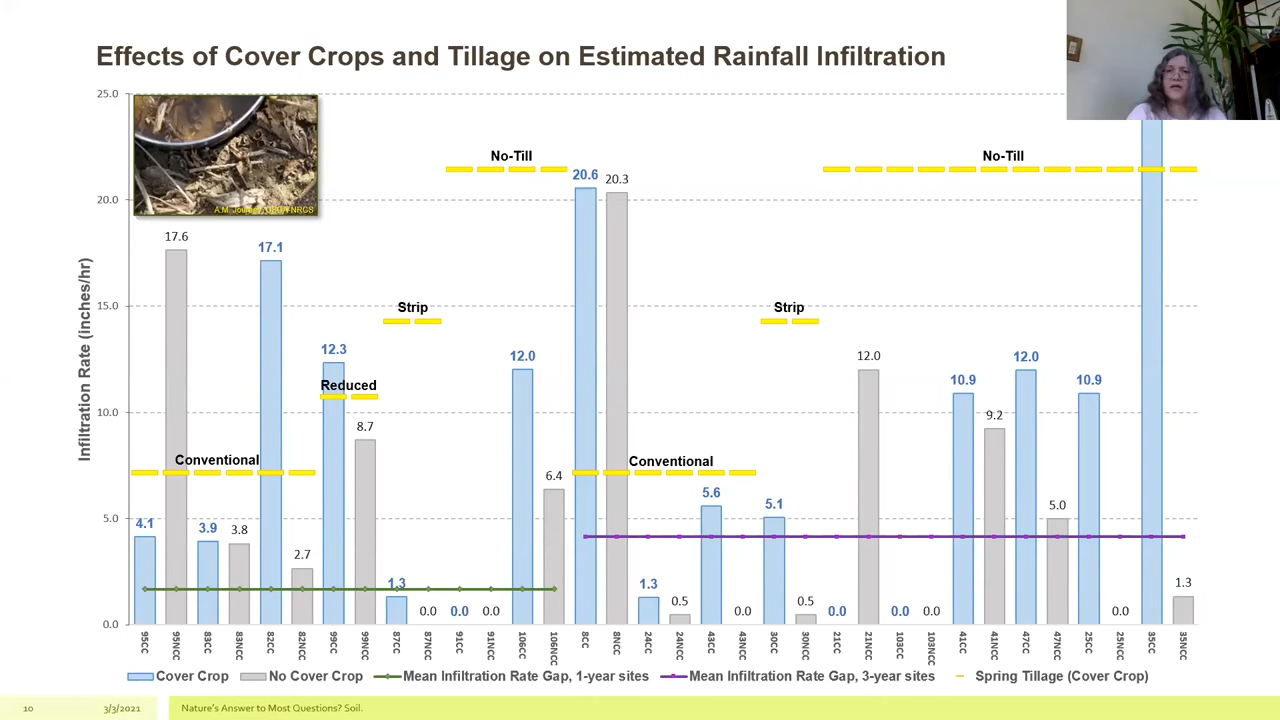 Effects of Cover Crops and Tillage on Estimated Rainfall Infiltration
Infiltration Rate (inches/hr)
25.0
20.0
15.0
10.0
5.0
0.0
No-Till
No-Till
Strip
Strip
Reduced
Conventional
Conventional
4.1
17.6
3.9
3.8
17.1
2.7
12.3
8.7
1.3
0.0
0.0
0.0
12.0
6.4
20.6
20.3
1.3
0.5
5.6
0.0
5.1
0.5
0.0
12.0
0.0
0.0
10.9
9.2
12.0
5.0
10.9
0.0
1.3
95CC
95NCC
83CC
83NCC
82CC
82NCC
99CC
99NCC
87CC
87NCC
91CC
91NCC
106CC
106NCC
8CC
8NCC
24CC
24NCC
43CC
43NCC
30CC
30NCC
21CC
21NCC
103CC
103NCC
41CC
41NCC
47CC
47NCC
25CC
25NCC
35CC
35NCC
Cover Crop
No Cover Crop
Mean Infiltration Rate Gap, 1-year sites
Mean Infiltration Rate Gap, 3-year sites
Spring Tillage (Cover Crop)
10
3/3/2021
Nature's Answer to Most Questions? Soil.